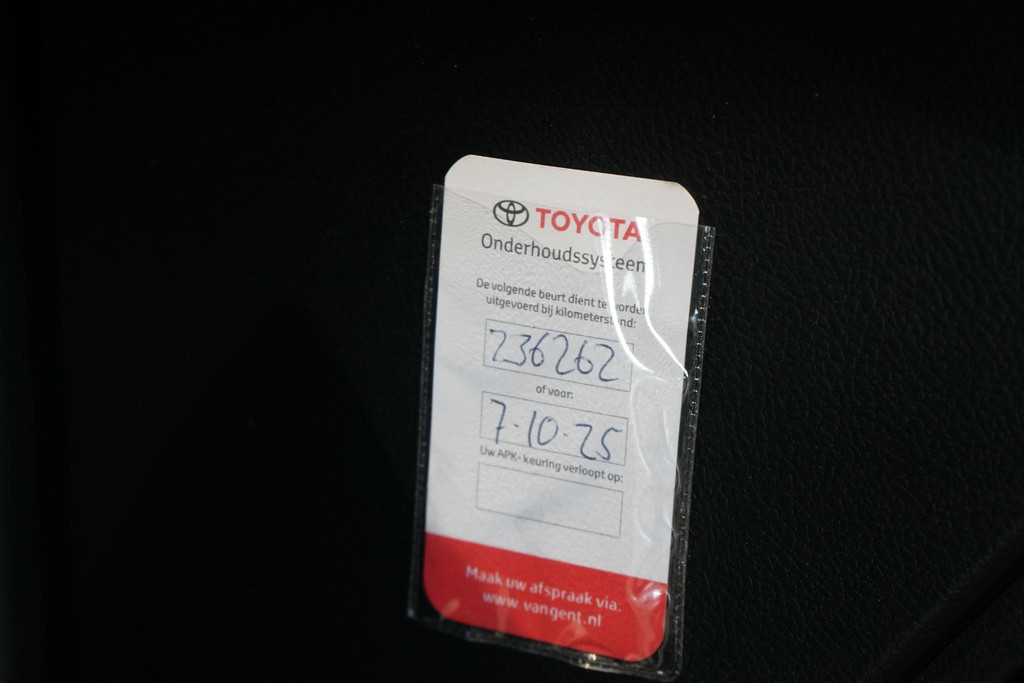 TOYOTA
Onderhoudssysteem
De volgende beurt dient te worden
uitgevoerd bij kilometerstand:
236262
of voor:
7-10-25
Uw APK-keuring verloopt op:
Maak uw afspraak via:
www.vangent.nl